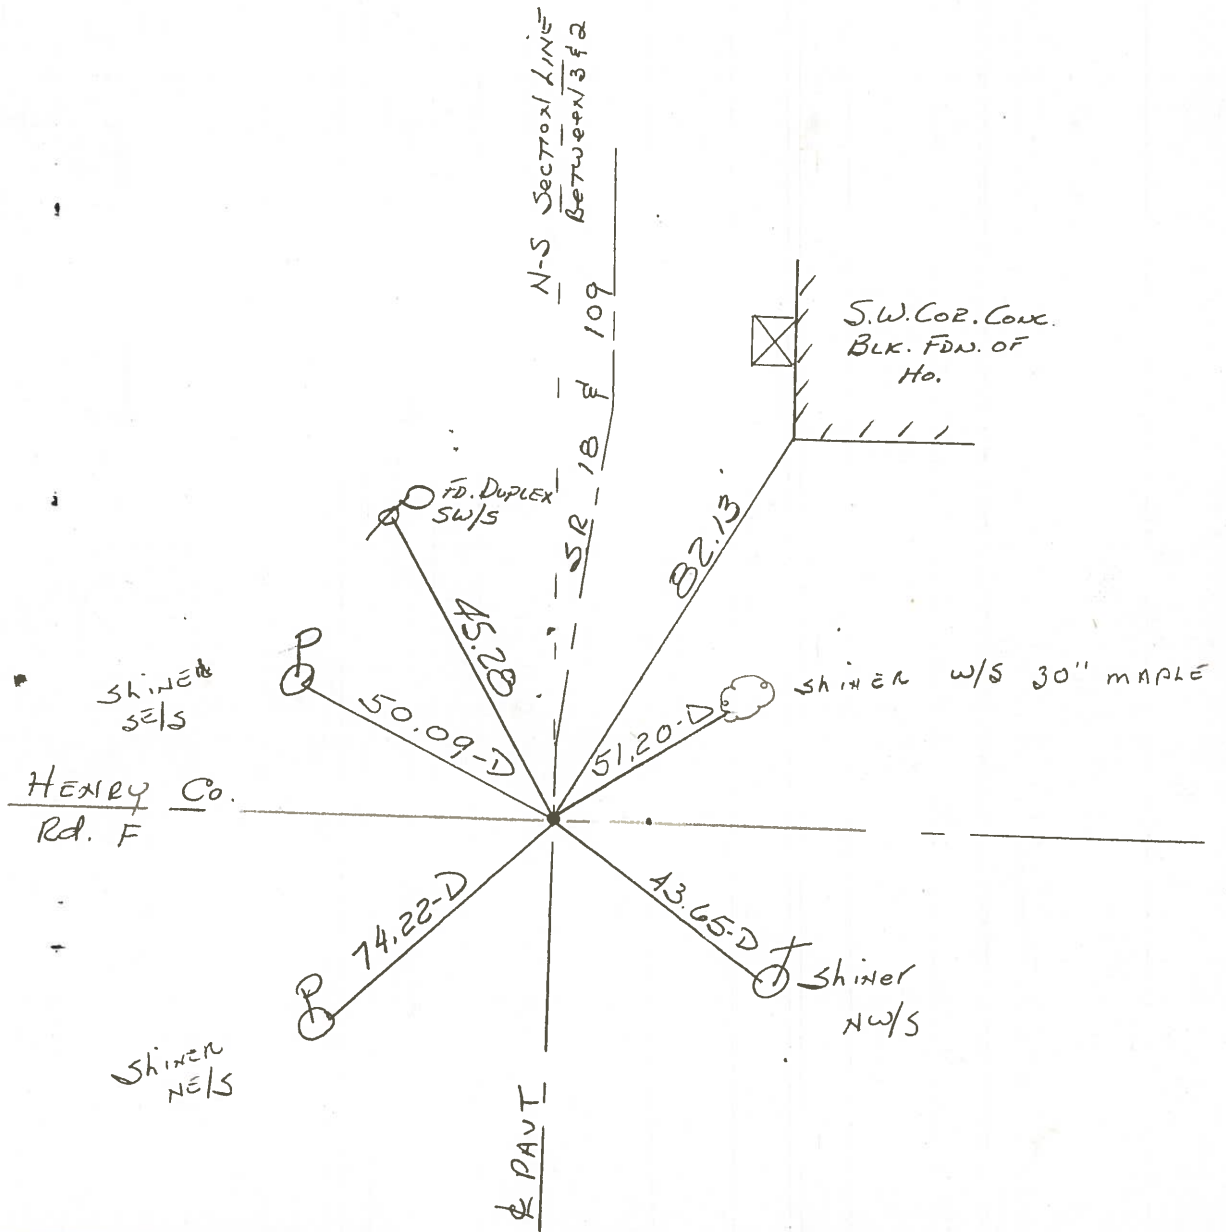 N-S Section LINE
Between 3 & 2
SR 18 & 109
S.W. COR. CONC.
BLK. FDN. OF
Ho.
FD. DUPLEX
SW/S
82.13
45.28
Shiner
SE/S
50.09-D
51.20-D
Shiner W/S 30" MAPLE
P
HENRY Co.
Rd. F
74.22-D
43.65-D
P
T
Shiner
NW/S
Shiner
NE/S
℄ PAVT